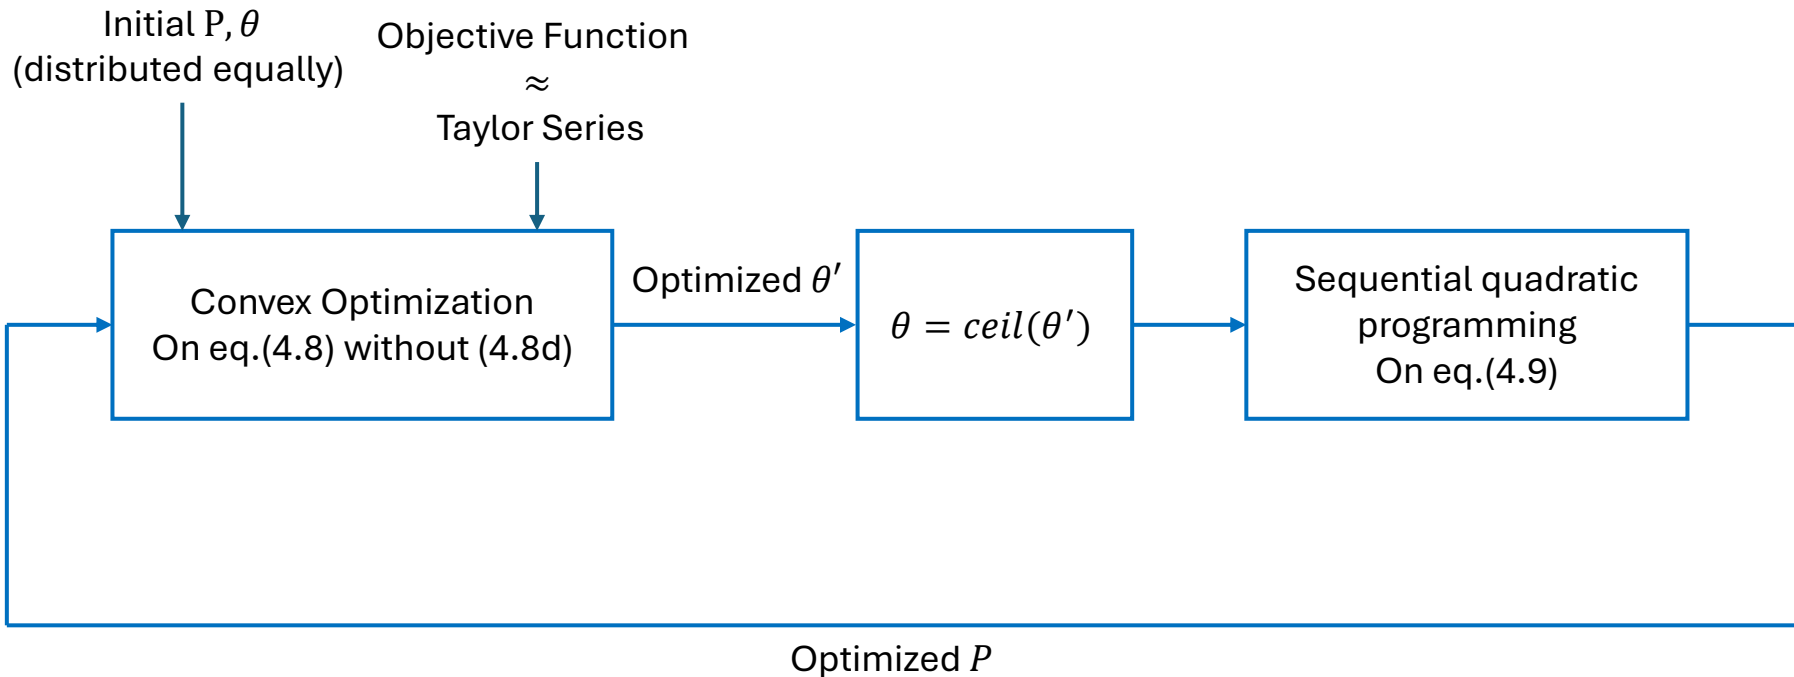 Initial P, θ
(distributed equally)
Objective Function
≈
Taylor Series
Convex Optimization
On eq.(4.8) without (4.8d)
Optimized θ′
θ = ceil(θ′)
Sequential quadratic
programming
On eq.(4.9)
Optimized P